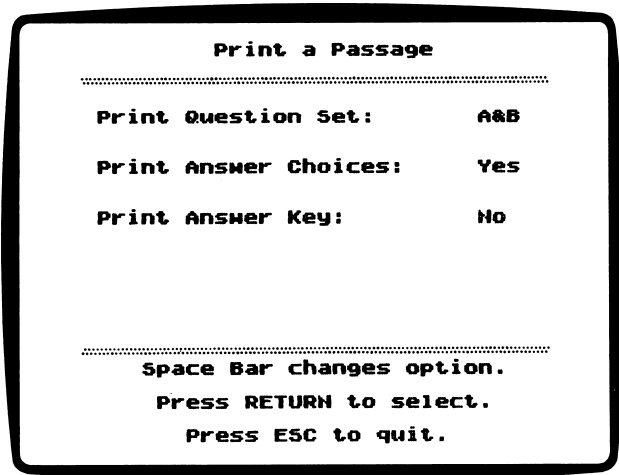 Print a Passage
Print Question Set: A&B
Print Answer Choices: Yes
Print Answer Key: No
Space Bar changes option.
Press RETURN to select.
Press ESC to quit.